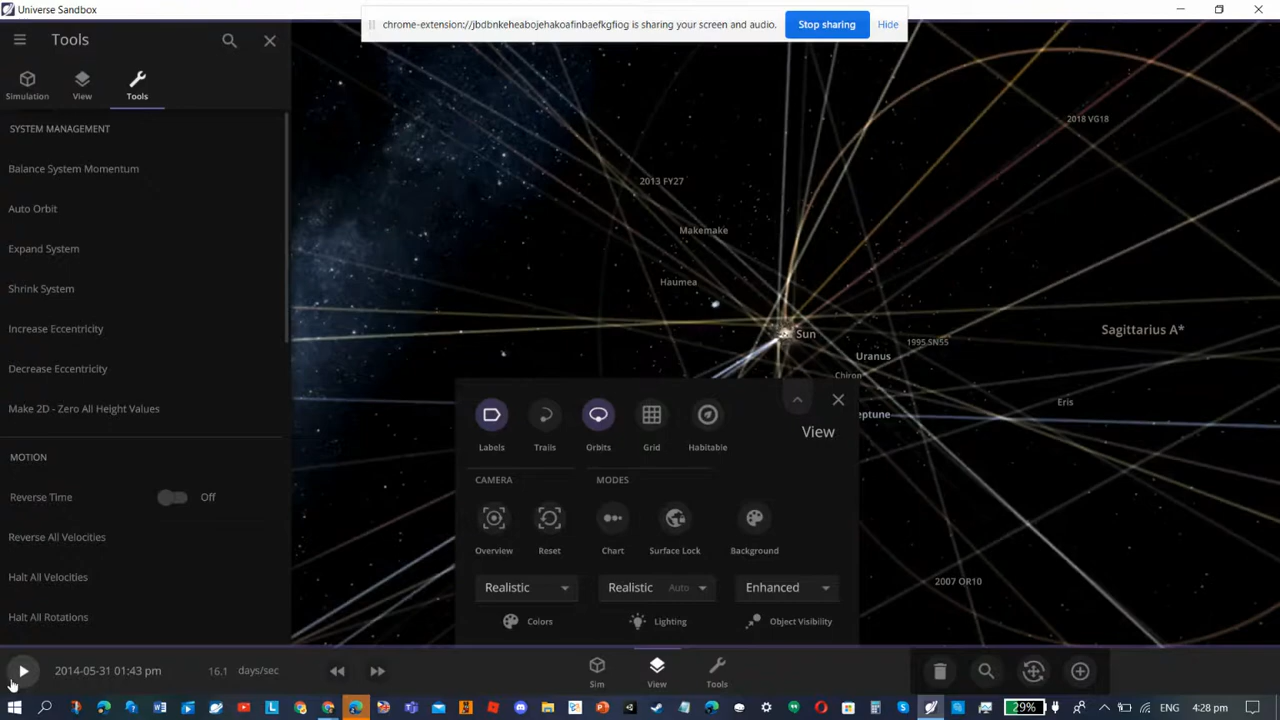 Universe Sandbox
chrome-extension://jbdbnkeheabojehakoafinbaefkgfiog is sharing your screen and audio.
Stop sharing
Hide
Tools
Simulation
View
Tools
SYSTEM MANAGEMENT
Balance System Momentum
Auto Orbit
Expand System
Shrink System
Increase Eccentricity
Decrease Eccentricity
Make 2D - Zero All Height Values
MOTION
Reverse Time
Off
Reverse All Velocities
Halt All Velocities
Halt All Rotations
2018 VG18
2013 FY27
Makemake
Haumea
Sun
Sagittarius A*
1995 SN55
Uranus
Chiron
Eris
eptune
2007 OR10
Labels
Trails
Orbits
Grid
Habitable
View
CAMERA
MODES
Overview
Reset
Chart
Surface Lock
Background
Realistic
Realistic Auto
Enhanced
Colors
Lighting
Object Visibility
2014-05-31 01:43 pm
16.1 days/sec
Sim
View
Tools
29%
4:28 pm